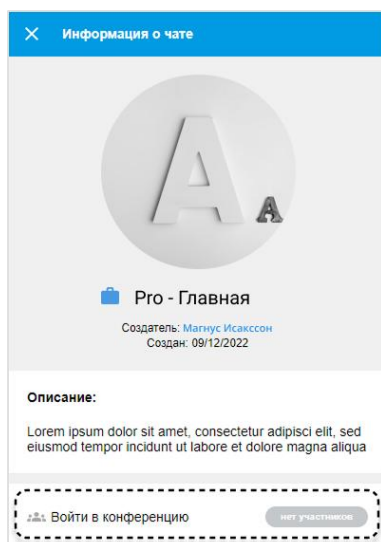 Информация о чате
A
A
Pro - Главная
Создатель: Магнус Исакссон
Создан: 09/12/2022
Описание:
Lorem ipsum dolor sit amet, consectetur adipisci elit, sed
eiusmod tempor incidunt ut labore et dolore magna aliqua
Войти в конференцию
нет участников